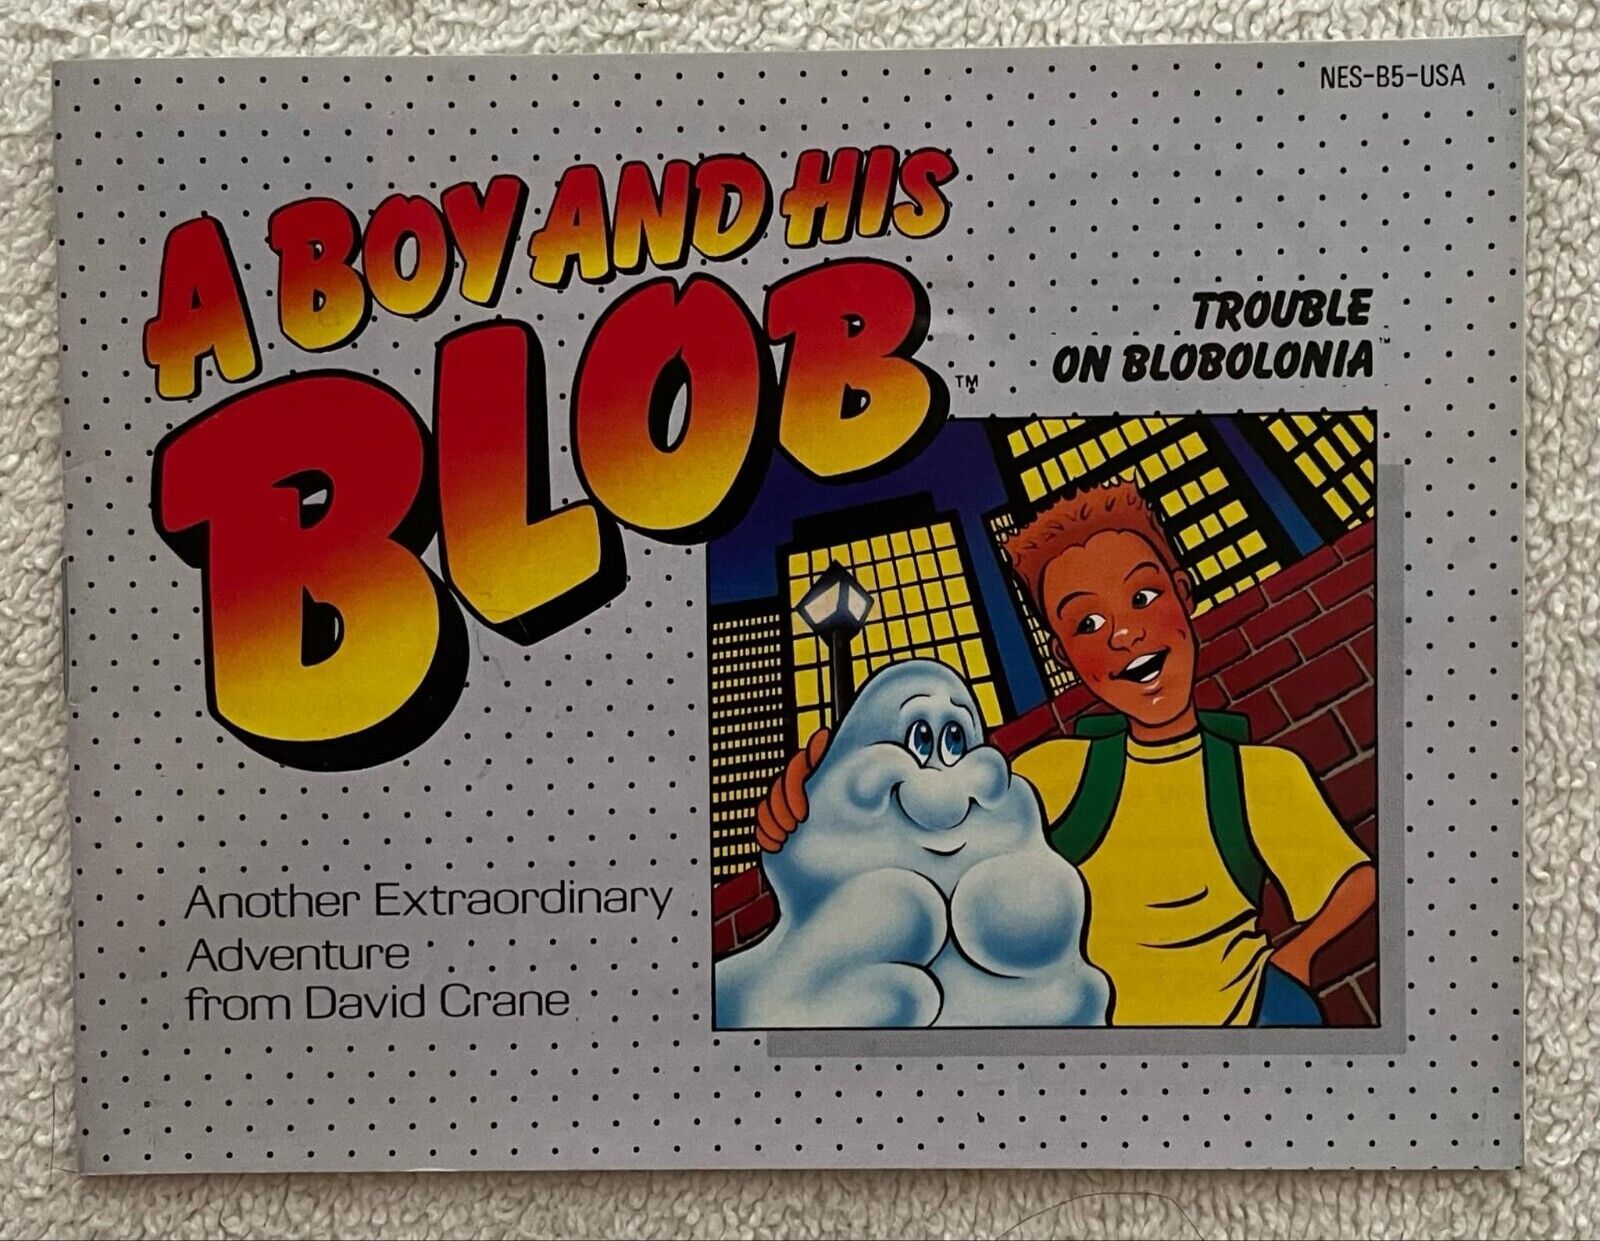 NES-B5-USA
A BOY AND HIS
BLOB™
TROUBLE
ON BLOBOLONIA™
Another Extraordinary
Adventure
from David Crane